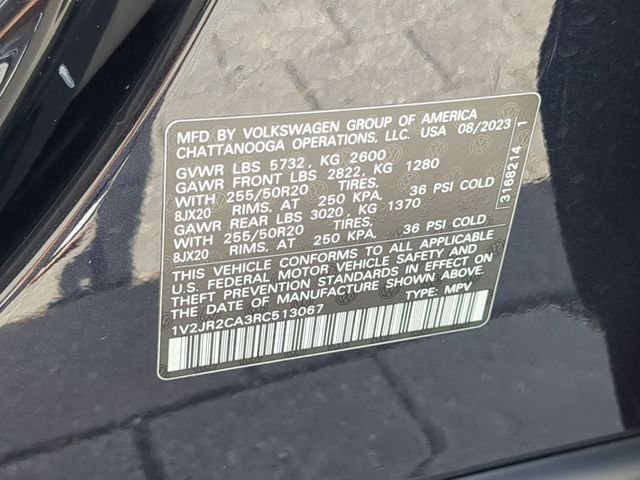 MFD BY VOLKSWAGEN GROUP OF AMERICA
CHATTANOOGA OPERATIONS, LLC. USA 08/2023
GVWR LBS 5732, KG 2600
GAWR FRONT LBS 2822, KG 1280
WITH 255/50R20 TIRES,
8JX20 RIMS, AT 250 KPA, 36 PSI COLD
GAWR REAR LBS 3020, KG 1370
WITH 255/50R20 TIRES,
8JX20 RIMS, AT 250 KPA, 36 PSI COLD
THIS VEHICLE CONFORMS TO ALL APPLICABLE
U.S. FEDERAL MOTOR VEHICLE SAFETY AND
THEFT PREVENTION STANDARDS IN EFFECT ON
THE DATE OF MANUFACTURE SHOWN ABOVE.
1V2JR2CA3RC513067 TYPE: MPV
3168214 1